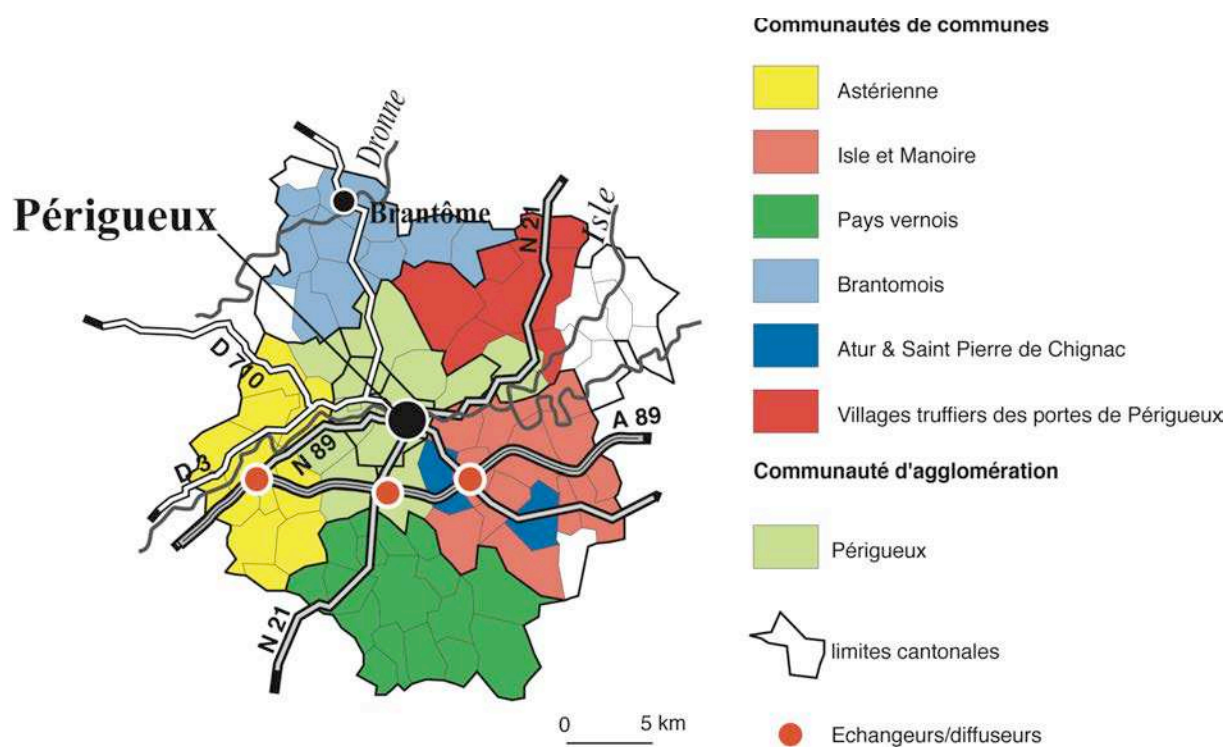 Communautés de communes
Astérienne
Isle et Manoire
Pays vernois
Brantomois
Atur & Saint Pierre de Chignac
Villages truffiers des portes de Périgueux
Communauté d'agglomération
Périgueux
limites cantonales
Echangeurs/diffuseurs
Dronne
Périgueux
Brantôme
N 21
Isle
D 710
A 89
N 89
D 3
N 21
0 5 km